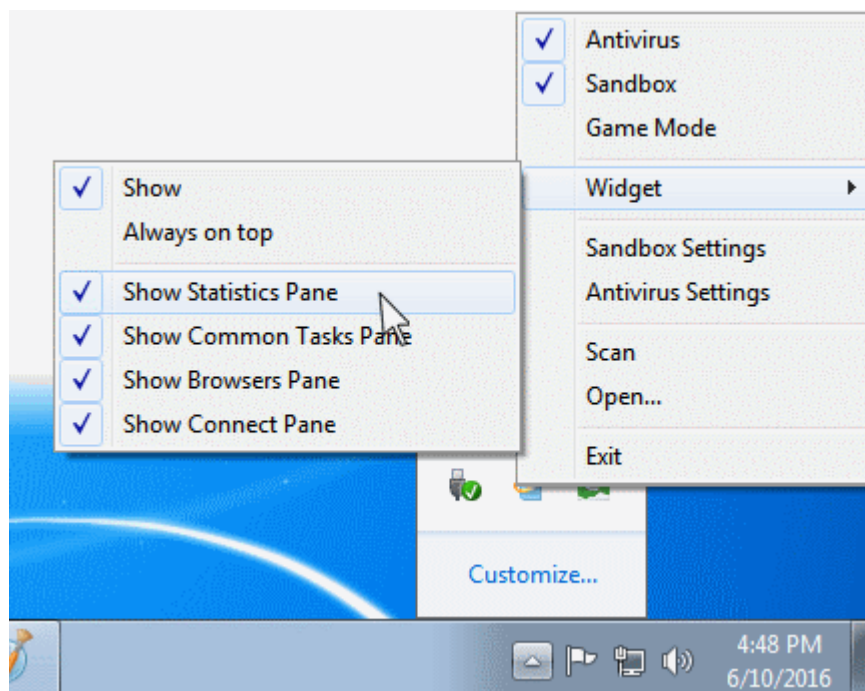 Antivirus
Sandbox
Game Mode
Widget
Sandbox Settings
Antivirus Settings
Scan
Open...
Exit
Show
Always on top
Show Statistics Pane
Show Common Tasks Pane
Show Browsers Pane
Show Connect Pane
Customize...
4:48 PM
6/10/2016